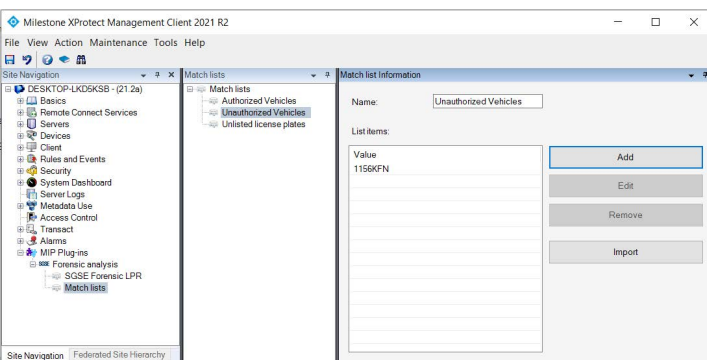 Milestone XProtect Management Client 2021 R2
File View Action Maintenance Tools Help
Site Navigation
DESKTOP-LKD5KSB - (21.2a)
Basics
Remote Connect Services
Servers
Devices
Client
Rules and Events
Security
System Dashboard
Server Logs
Metadata Use
Access Control
Transact
Alarms
MIP Plug-ins
Forensic analysis
SGSE Forensic LPR
Match lists
Site Navigation Federated Site Hierarchy
Match lists
Match lists
Authorized Vehicles
Unauthorized Vehicles
Unlisted license plates
Match list Information
Name: Unauthorized Vehicles
List items:
Value
1156KFN
Add
Edit
Remove
Import